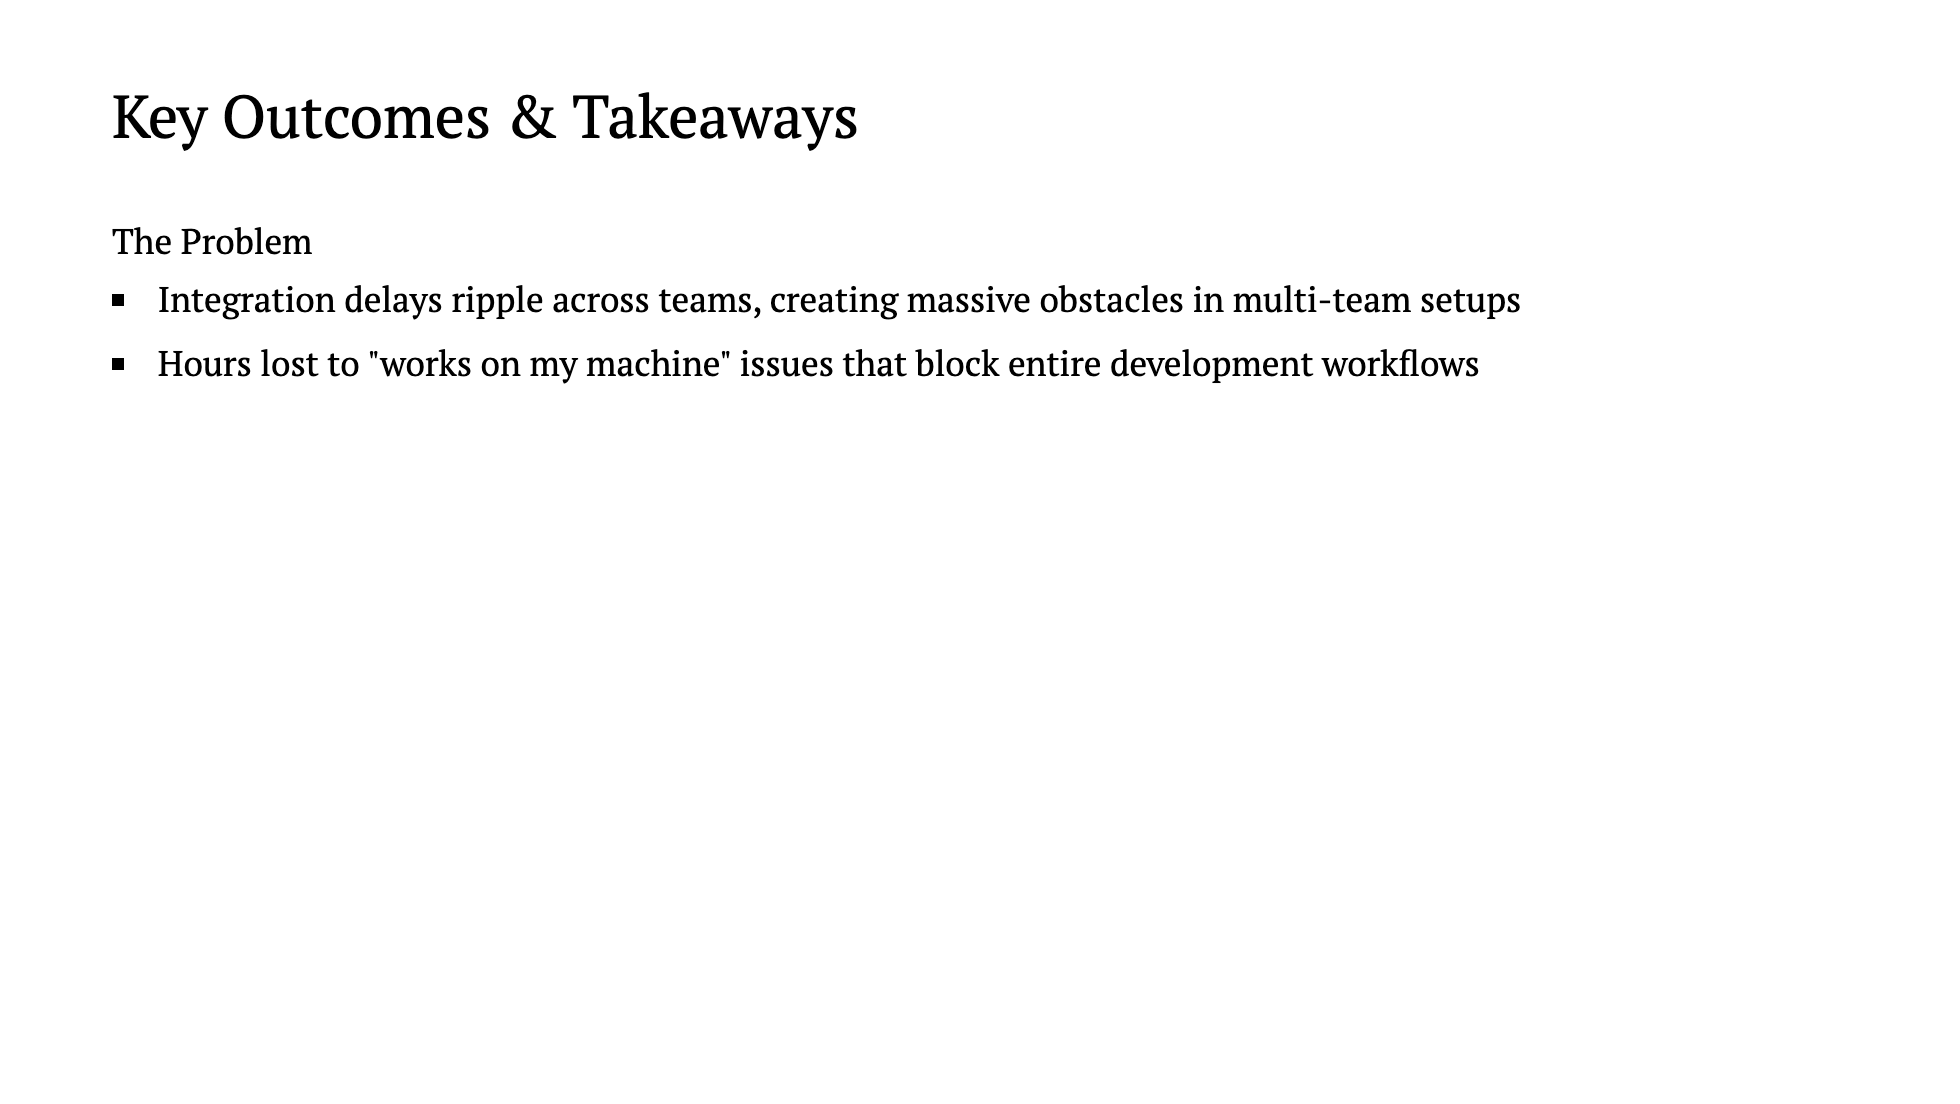 Key Outcomes & Takeaways
The Problem
▪ Integration delays ripple across teams, creating massive obstacles in multi-team setups
▪ Hours lost to "works on my machine" issues that block entire development workflows